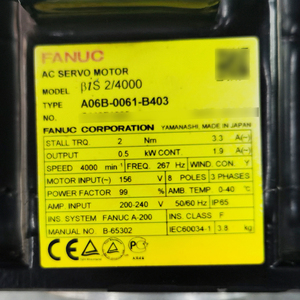 FANUC
AC SERVO MOTOR
MODEL βiS 2/4000
TYPE A06B-0061-B403
NO.
FANUC CORPORATION YAMANASHI, MADE IN JAPAN
STALL TRQ. 2 Nm 3.3 A(~)
OUTPUT 0.5 kW CONT 1.9 A(~)
SPEED 4000 min⁻¹ FREQ. 267 Hz WIND. CON. Y
MOTOR INPUT(~) 156 V 8 POLES 3 PHASES
POWER FACTOR 99 % AMB. TEMP. 0-40 ℃
AMP. INPUT 200-240 V 50/60 Hz IP65
INS. SYSTEM FANUC A-200 INS. CLASS F
MANUAL NO. B-65302 IEC60034-1 3.8 kg